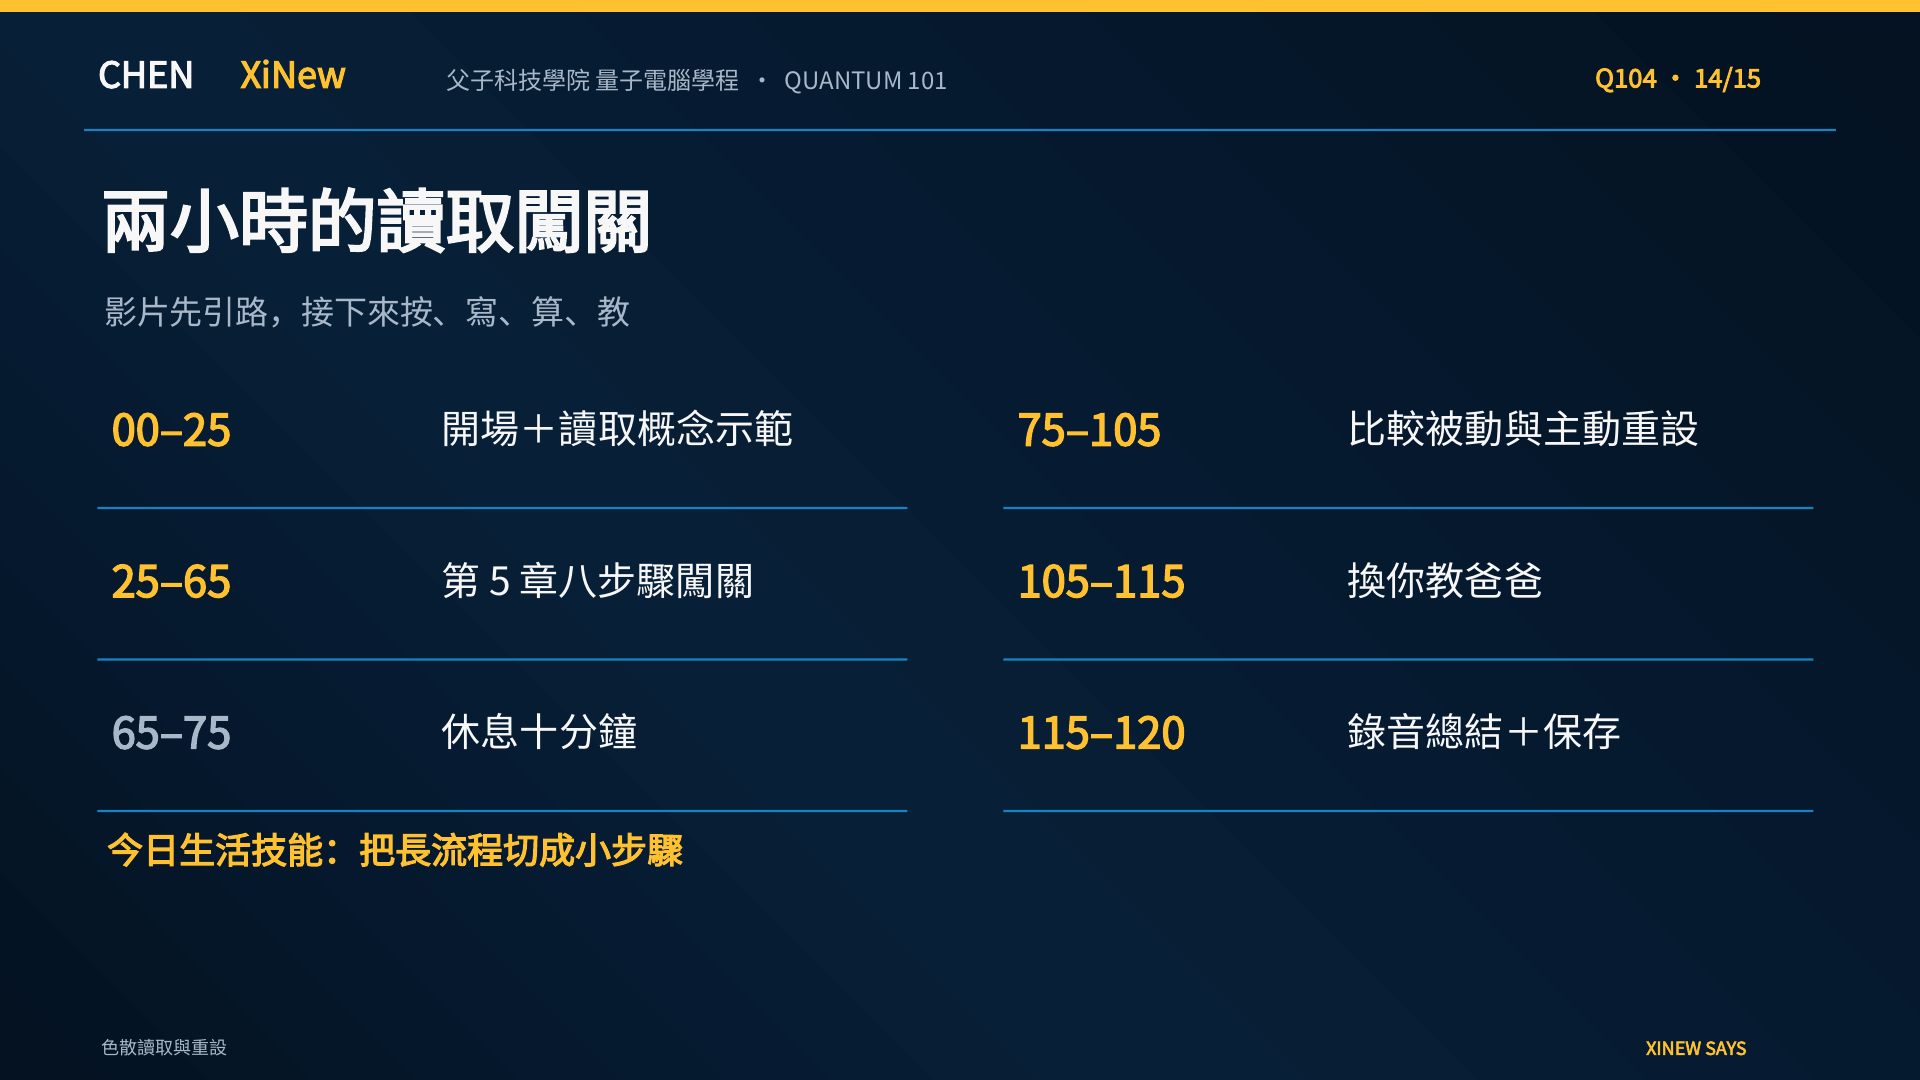 CHEN XiNew 父子科技學院 量子電腦學程 · QUANTUM 101 Q104 · 14/15
兩小時的讀取闖關
影片先引路，接下來按、寫、算、教
00–25 開場＋讀取概念示範
25–65 第 5 章八步驟闖關
65–75 休息十分鐘
75–105 比較被動與主動重設
105–115 換你教爸爸
115–120 錄音總結＋保存
今日生活技能：把長流程切成小步驟
色散讀取與重設 XINEW SAYS